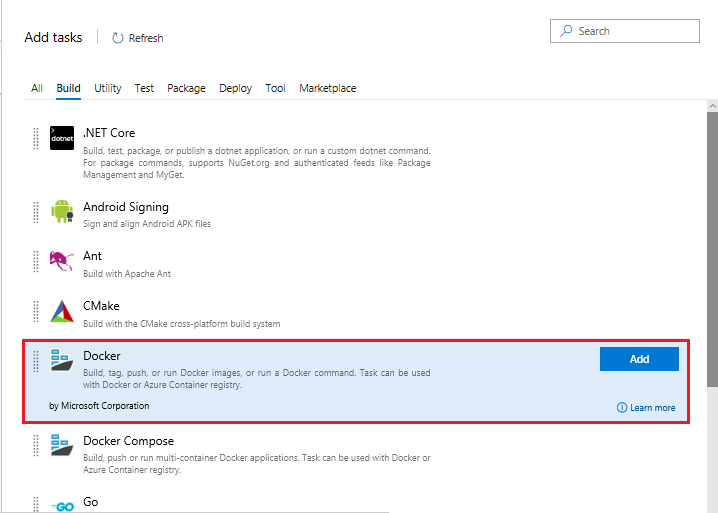 Add tasks
Refresh
Search
All Build Utility Test Package Deploy Tool Marketplace
>
dotnet
.NET Core
Build, test, package, or publish a dotnet application, or run a custom dotnet command.
For package commands, supports NuGet.org and authenticated feeds like Package
Management and MyGet.
Android Signing
Sign and align Android APK files
Ant
Build with Apache Ant
CMake
Build with the CMake cross-platform build system
Docker
Add
Build, tag, push, or run Docker images, or run a Docker command. Task can be used
with Docker or Azure Container registry.
by Microsoft Corporation
Learn more
Docker Compose
Build, push or run multi-container Docker applications. Task can be used with Docker or
Azure Container registry.
GO
Go